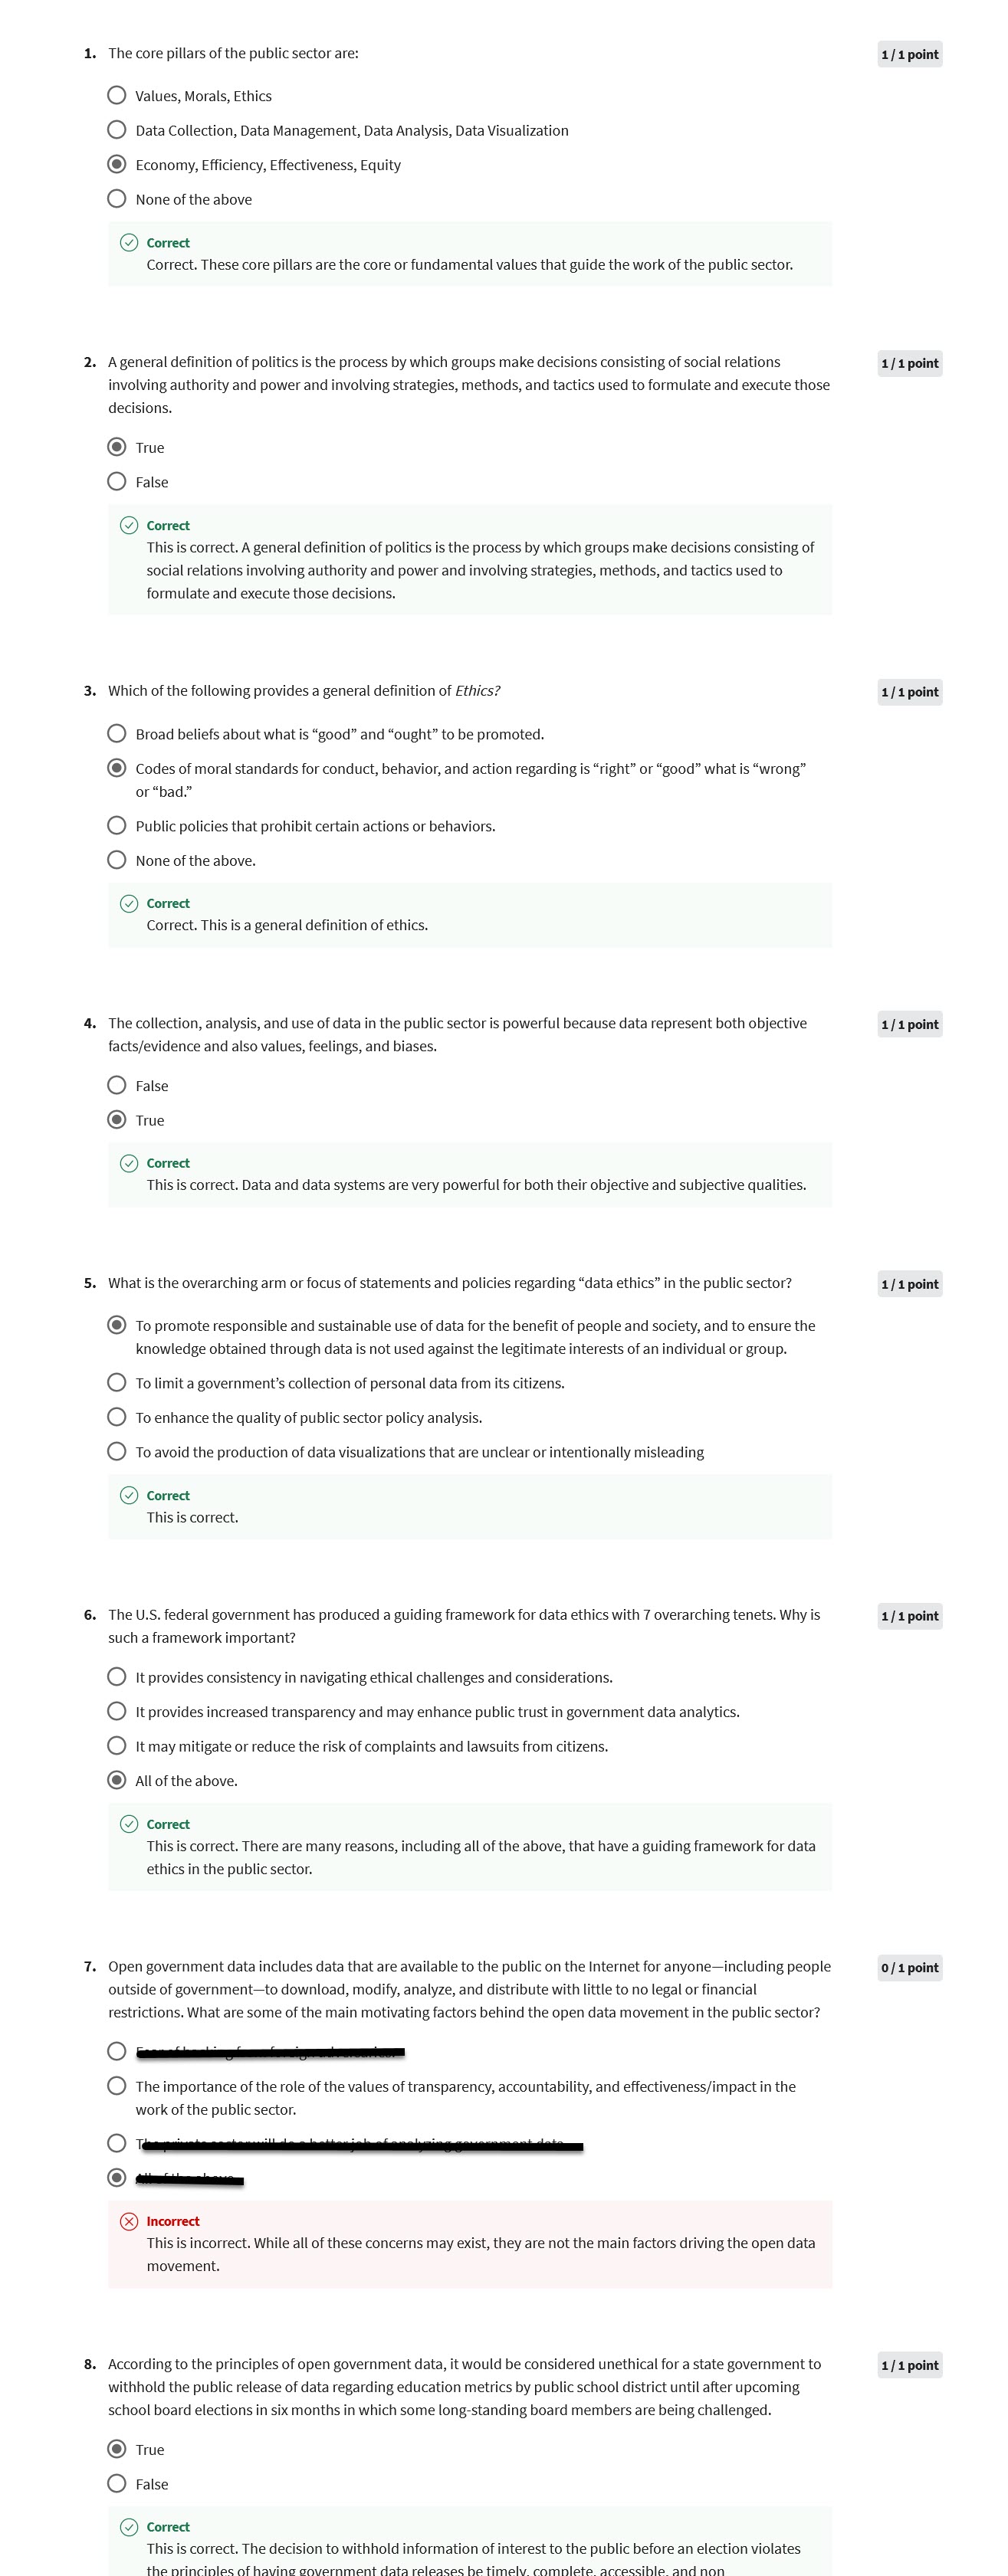 1. The core pillars of the public sector are:
1 / 1 point
Values, Morals, Ethics
Data Collection, Data Management, Data Analysis, Data Visualization
Economy, Efficiency, Effectiveness, Equity
None of the above
Correct
Correct. These core pillars are the core or fundamental values that guide the work of the public sector.
2. A general definition of politics is the process by which groups make decisions consisting of social relations
1 / 1 point
involving authority and power and involving strategies, methods, and tactics used to formulate and execute those
decisions.
True
False
Correct
This is correct. A general definition of politics is the process by which groups make decisions consisting of
social relations involving authority and power and involving strategies, methods, and tactics used to
formulate and execute those decisions.
3. Which of the following provides a general definition of Ethics?
1 / 1 point
Broad beliefs about what is “good” and “ought” to be promoted.
Codes of moral standards for conduct, behavior, and action regarding is “right” or “good” what is “wrong”
or “bad.”
Public policies that prohibit certain actions or behaviors.
None of the above.
Correct
Correct. This is a general definition of ethics.
4. The collection, analysis, and use of data in the public sector is powerful because data represent both objective
1 / 1 point
facts/evidence and also values, feelings, and biases.
False
True
Correct
This is correct. Data and data systems are very powerful for both their objective and subjective qualities.
5. What is the overarching arm or focus of statements and policies regarding “data ethics” in the public sector?
1 / 1 point
To promote responsible and sustainable use of data for the benefit of people and society, and to ensure the
knowledge obtained through data is not used against the legitimate interests of an individual or group.
To limit a government’s collection of personal data from its citizens.
To enhance the quality of public sector policy analysis.
To avoid the production of data visualizations that are unclear or intentionally misleading
Correct
This is correct.
6. The U.S. federal government has produced a guiding framework for data ethics with 7 overarching tenets. Why is
1 / 1 point
such a framework important?
It provides consistency in navigating ethical challenges and considerations.
It provides increased transparency and may enhance public trust in government data analytics.
It may mitigate or reduce the risk of complaints and lawsuits from citizens.
All of the above.
Correct
This is correct. There are many reasons, including all of the above, that have a guiding framework for data
ethics in the public sector.
7. Open government data includes data that are available to the public on the Internet for anyone—including people
0 / 1 point
outside of government—to download, modify, analyze, and distribute with little to no legal or financial
restrictions. What are some of the main motivating factors behind the open data movement in the public sector?
The importance of the role of the values of transparency, accountability, and effectiveness/impact in the
work of the public sector.
Incorrect
This is incorrect. While all of these concerns may exist, they are not the main factors driving the open data
movement.
8. According to the principles of open government data, it would be considered unethical for a state government to
1 / 1 point
withhold the public release of data regarding education metrics by public school district until after upcoming
school board elections in six months in which some long-standing board members are being challenged.
True
False
Correct
This is correct. The decision to withhold information of interest to the public before an election violates
the principles of having government data releases be timely, complete, accessible, and non